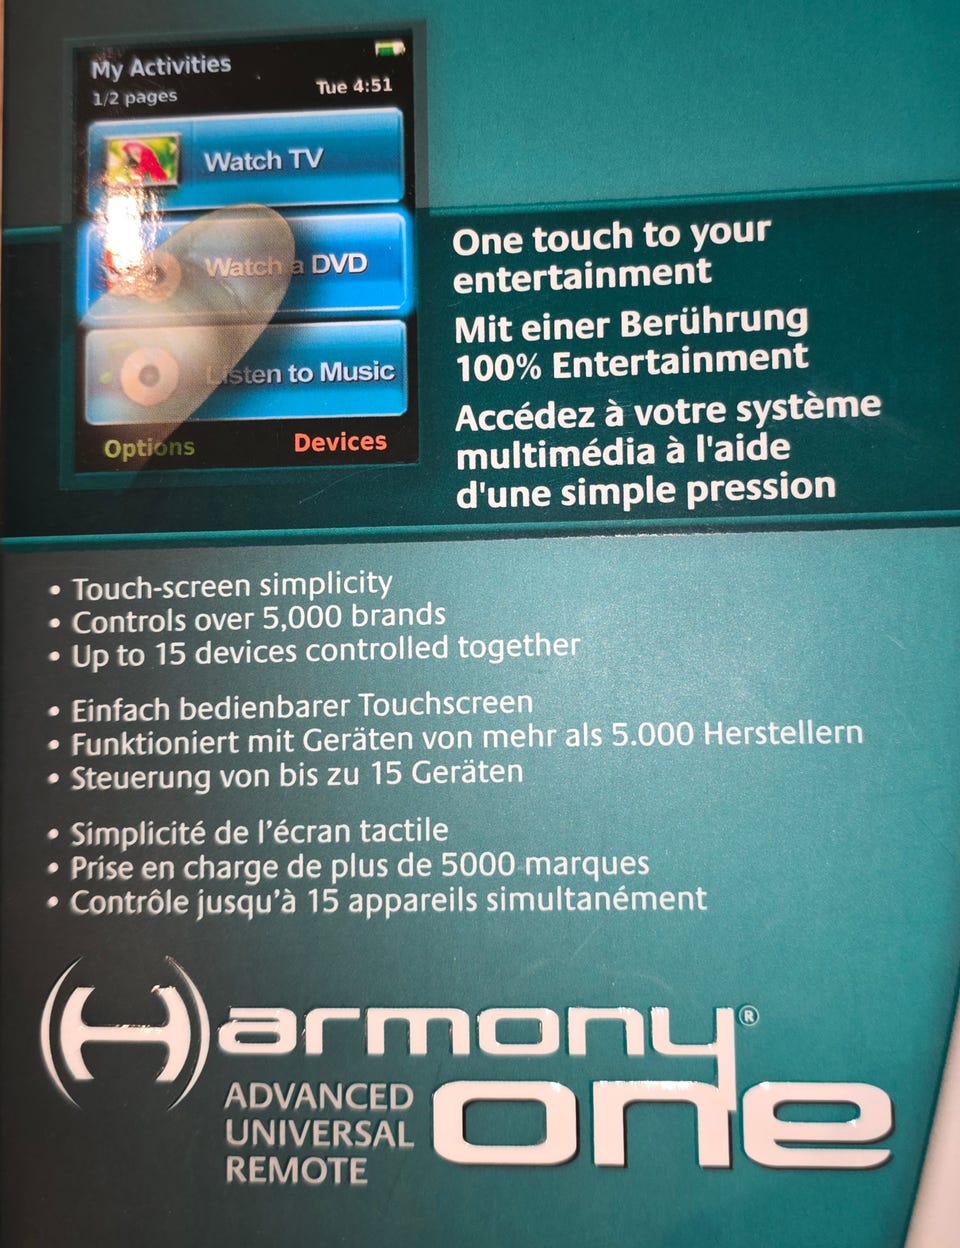 My Activities
1/2 pages
Tue 4:51
Watch TV
Watch a DVD
Listen to Music
Options
Devices
One touch to your
entertainment
Mit einer Berührung
100% Entertainment
Accédez à votre système
multimédia à l'aide
d'une simple pression
• Touch-screen simplicity
• Controls over 5,000 brands
• Up to 15 devices controlled together
• Einfach bedienbarer Touchscreen
• Funktioniert mit Geräten von mehr als 5.000 Herstellern
• Steuerung von bis zu 15 Geräten
• Simplicité de l’écran tactile
• Prise en charge de plus de 5000 marques
• Contrôle jusqu’à 15 appareils simultanément
Harmony®
one
ADVANCED
UNIVERSAL
REMOTE